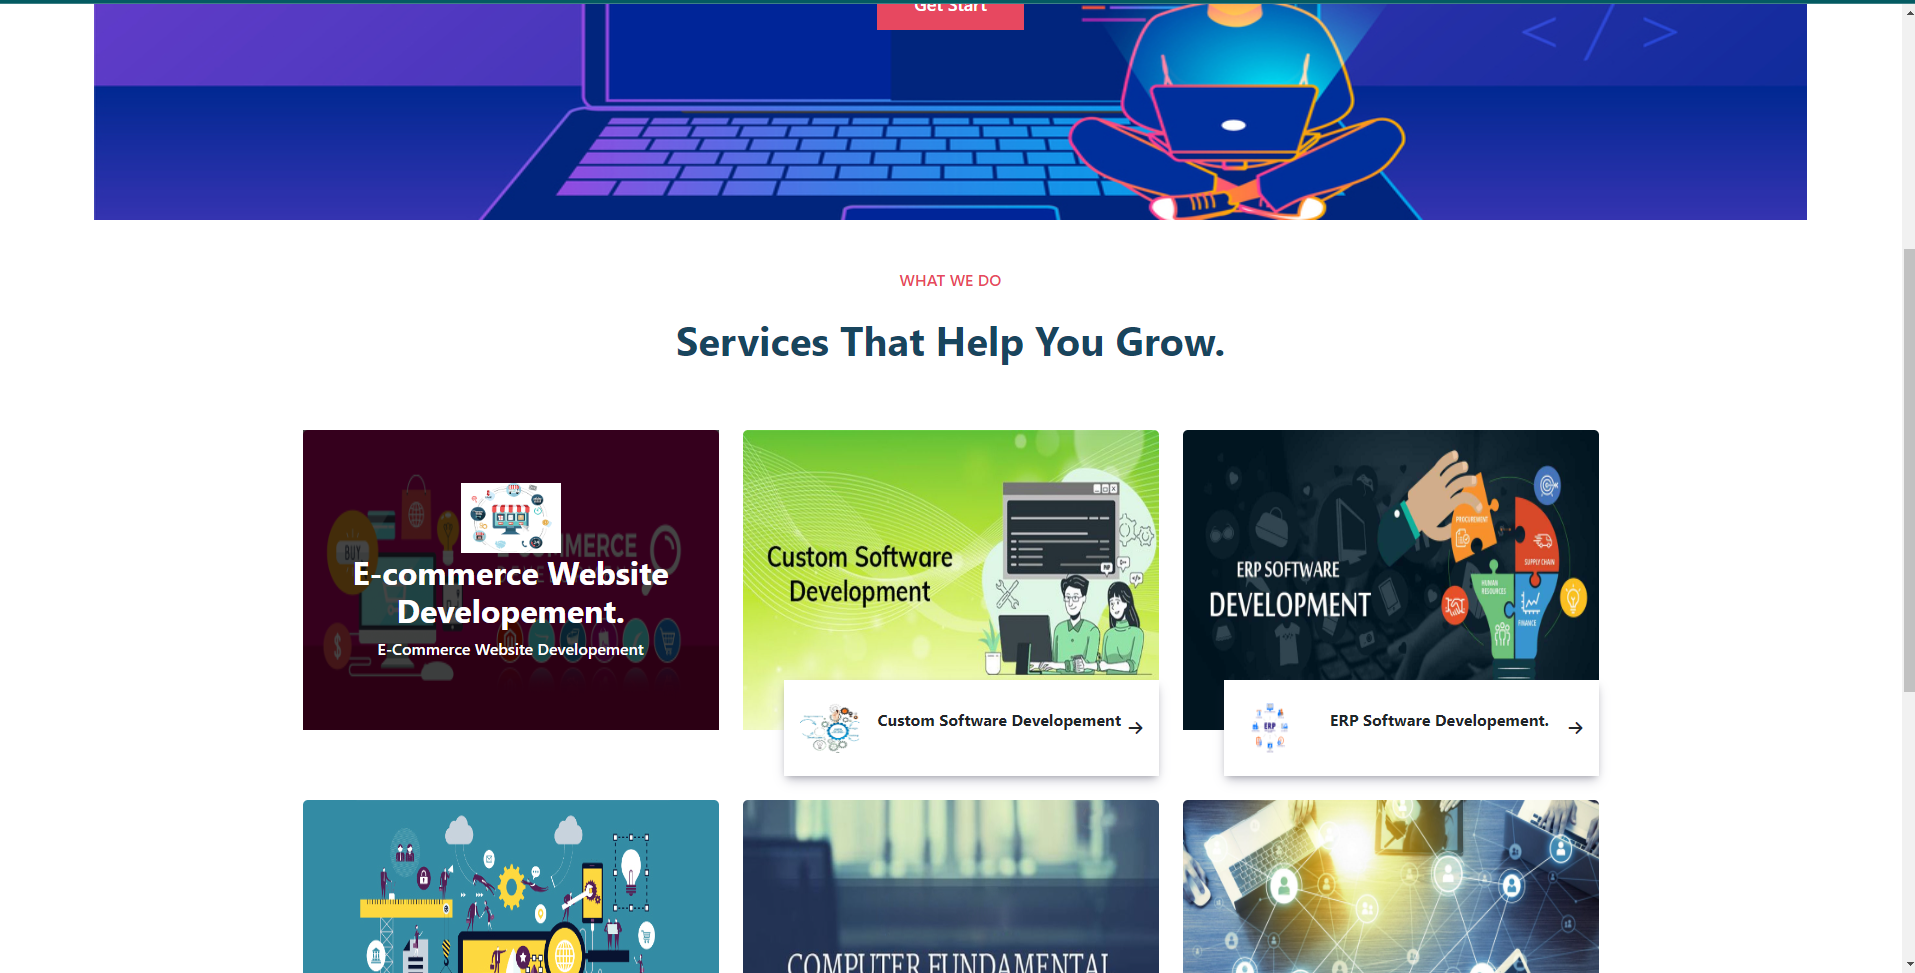 Get Start
WHAT WE DO
Services That Help You Grow.
BUY
E-commerce Website
Developement.
E-Commerce Website Developement
Custom Software
Development
Custom Software Developement
ERP SOFTWARE
DEVELOPMENT
PROCUREMENT
SUPPLY CHAIN
HUMAN
RESOURCES
FINANCE
ERP
ERP Software Developement.
COMPUTER FUNDAMENTAL